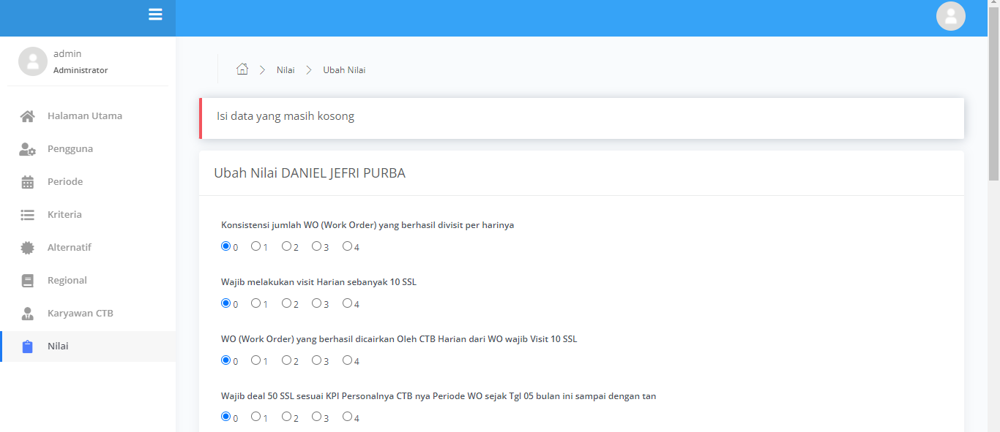 admin
Administrator
Halaman Utama
Pengguna
Periode
Kriteria
Alternatif
Regional
Karyawan CTB
Nilai
Nilai Ubah Nilai
Isi data yang masih kosong
Ubah Nilai DANIEL JEFRI PURBA
Konsistensi jumlah WO (Work Order) yang berhasil divisit per harinya
0 1 2 3 4
Wajib melakukan visit Harian sebanyak 10 SSL
0 1 2 3 4
WO (Work Order) yang berhasil dicairkan Oleh CTB Harian dari WO wajib Visit 10 SSL
0 1 2 3 4
Wajib deal 50 SSL sesuai KPI Personalnya CTB nya Periode WO sejak Tgl 05 bulan ini sampai dengan tan
0 1 2 3 4